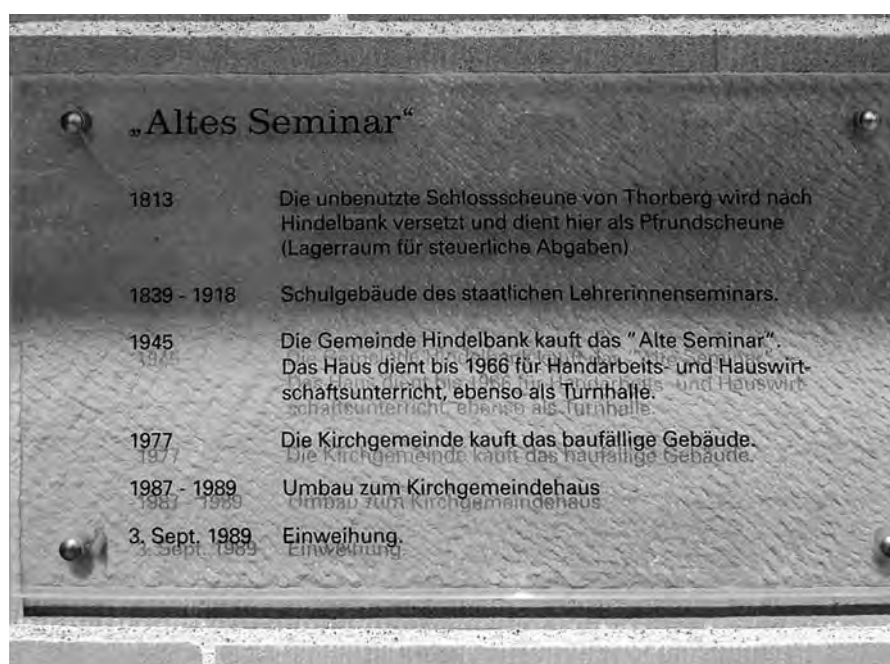 „Altes Seminar“
1813 Die unbenutzte Schlossscheune von Thorberg wird nach
Hindelbank versetzt und dient hier als Pfrundscheune
(Lagerraum für steuerliche Abgaben)
1839 - 1918 Schulgebäude des staatlichen Lehrerinnenseminars.
1945 Die Gemeinde Hindelbank kauft das "Alte Seminar".
Das Haus dient bis 1966 für Handarbeits- und Hauswirt-
schaftsunterricht, ebenso als Turnhalle.
1977 Die Kirchgemeinde kauft das baufällige Gebäude.
1987 - 1989 Umbau zum Kirchgemeindehaus
3. Sept. 1989 Einweihung.